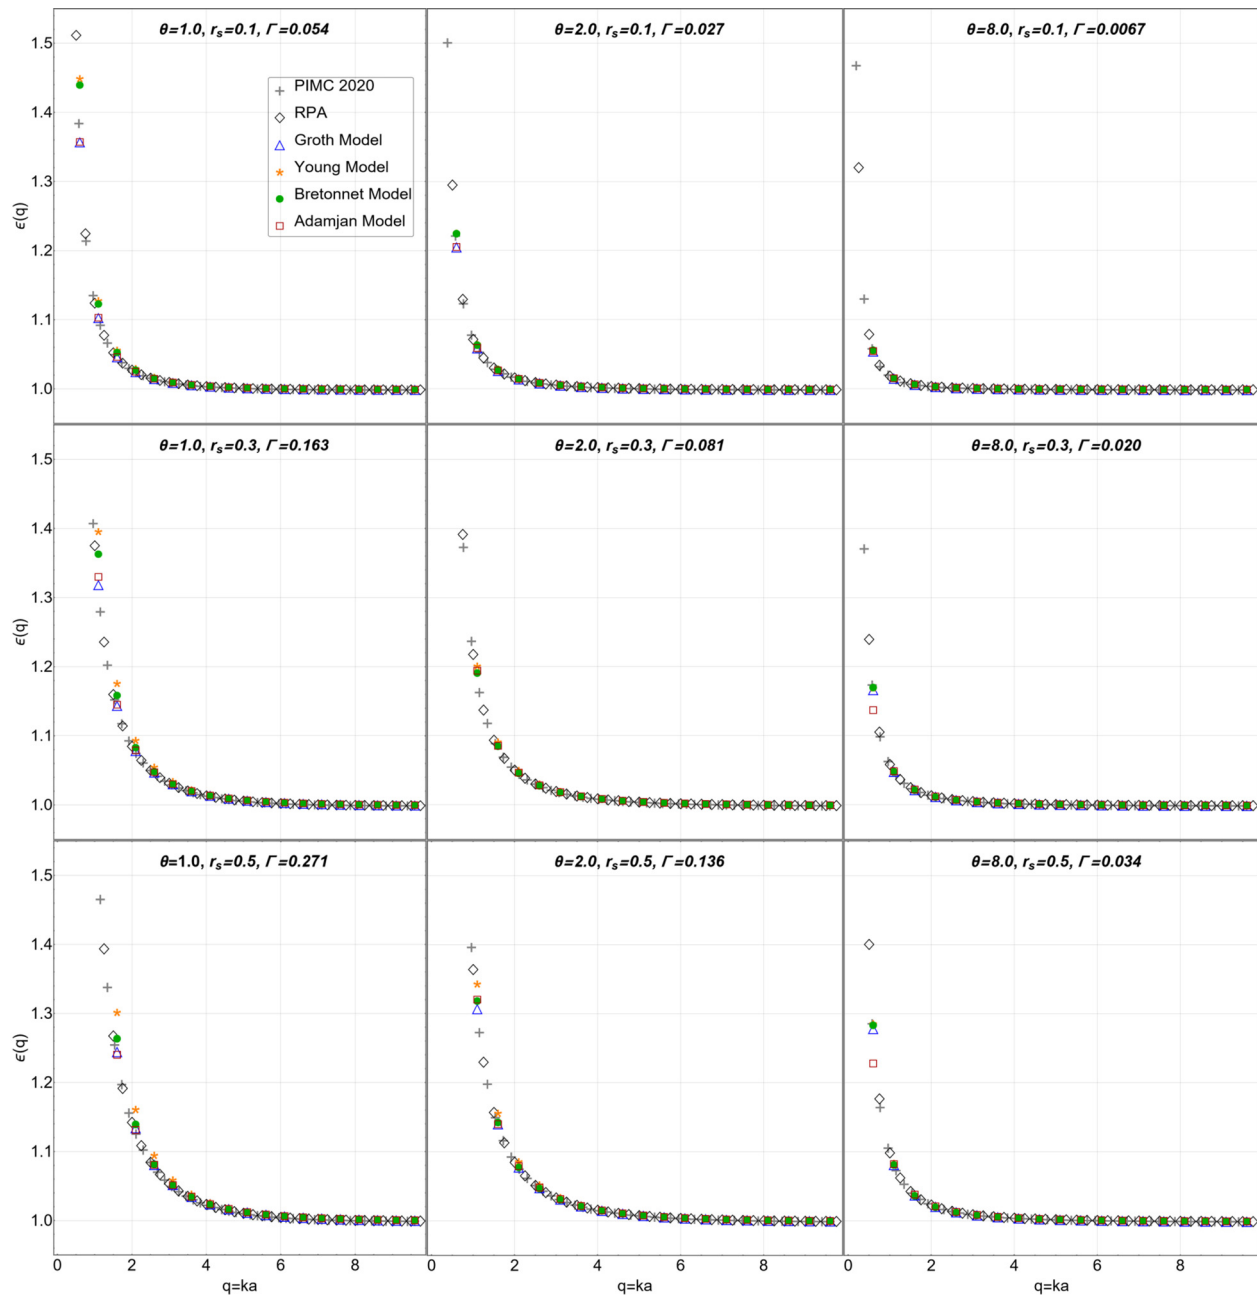 θ=1.0, rₛ=0.1, Γ=0.054
θ=2.0, rₛ=0.1, Γ=0.027
θ=8.0, rₛ=0.1, Γ=0.0067
PIMC 2020
RPA
Groth Model
Young Model
Bretonnet Model
Adamjan Model
1.5
1.4
1.3
1.2
1.1
1.0
ϵ(q)
θ=1.0, rₛ=0.3, Γ=0.163
θ=2.0, rₛ=0.3, Γ=0.081
θ=8.0, rₛ=0.3, Γ=0.020
1.5
1.4
1.3
1.2
1.1
1.0
ϵ(q)
θ=1.0, rₛ=0.5, Γ=0.271
θ=2.0, rₛ=0.5, Γ=0.136
θ=8.0, rₛ=0.5, Γ=0.034
1.5
1.4
1.3
1.2
1.1
1.0
ϵ(q)
0 2 4 6 8
0 2 4 6 8
0 2 4 6 8
q=ka
q=ka
q=ka